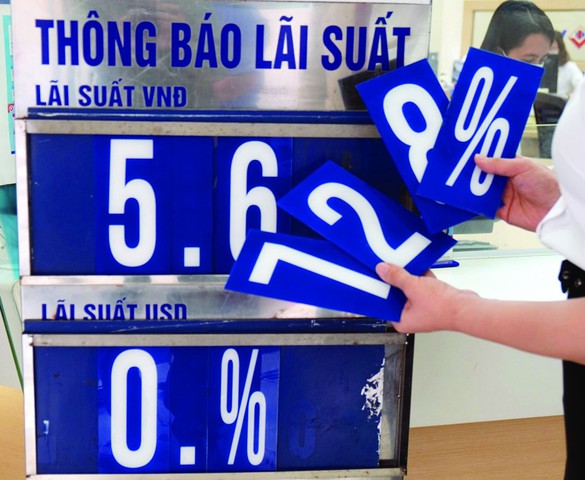 THÔNG BÁO LÃI SUẤT
LÃI SUẤT VNĐ
5.6
8 %
2
1
LÃI SUẤT USD
0.%